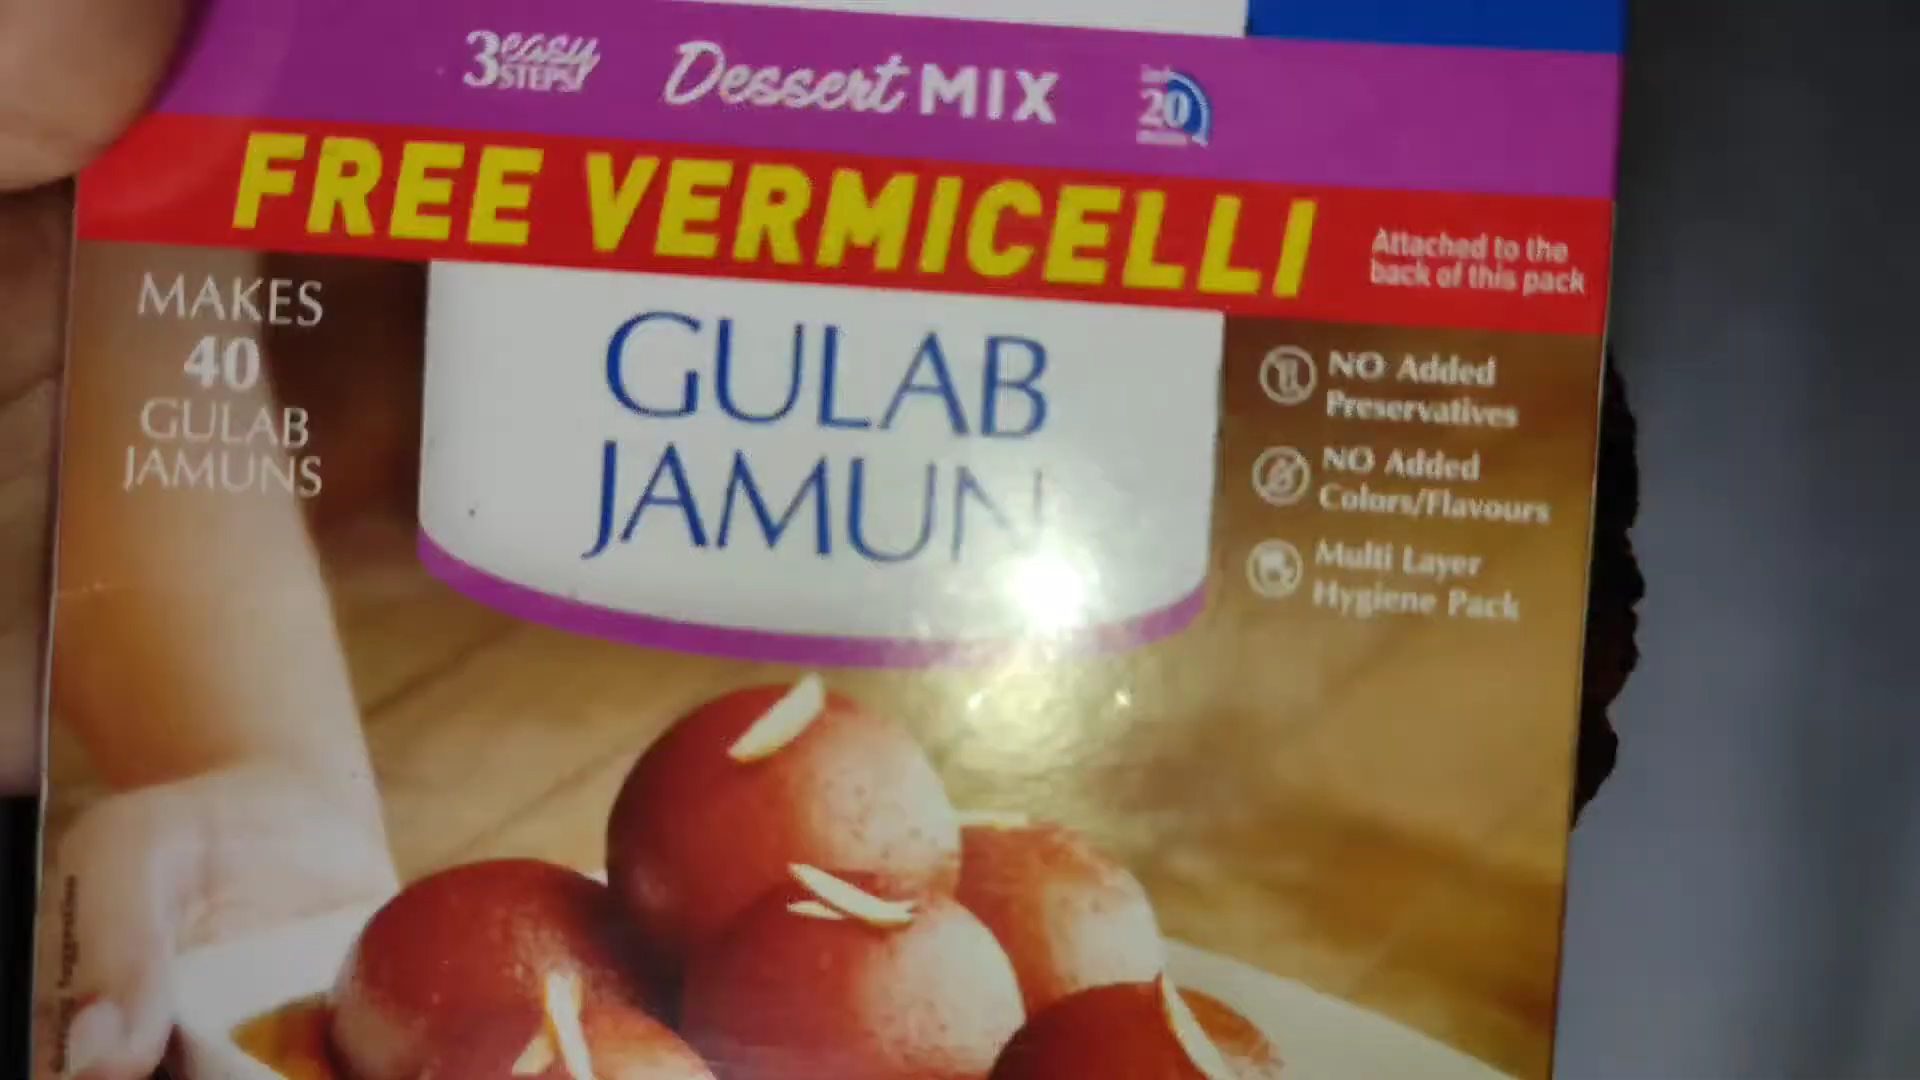 3 easy STEPS!
Dessert MIX
20
FREE VERMICELLI
Attached to the
back of this pack
MAKES
40
GULAB
JAMUNS
GULAB
JAMUN
NO Added
Preservatives
NO Added
Colors/Flavours
Multi Layer
Hygiene Pack